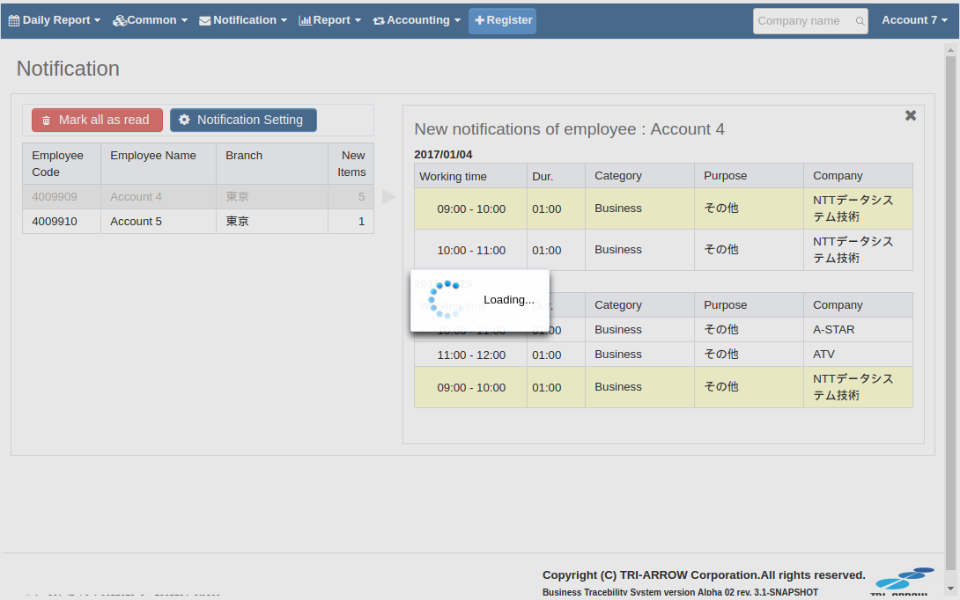 Daily Report Common Notification Report Accounting Register Company name Account 7
Notification
Mark all as read Notification Setting
Employee Code Employee Name Branch New Items
4009909 Account 4 東京 5
4009910 Account 5 東京 1
New notifications of employee : Account 4
2017/01/04
Working time Dur. Category Purpose Company
09:00 - 10:00 01:00 Business その他 NTTデータシス
テム技術
10:00 - 11:00 01:00 Business その他 NTTデータシス
テム技術
Loading...
Category Purpose Company
10:00 - 11:00 01:00 Business その他 A-STAR
11:00 - 12:00 01:00 Business その他 ATV
09:00 - 10:00 01:00 Business その他 NTTデータシス
テム技術
Copyright (C) TRI-ARROW Corporation.All rights reserved.
Business Tracebility System version Alpha 02 rev. 3.1-SNAPSHOT
TRI-ARROW